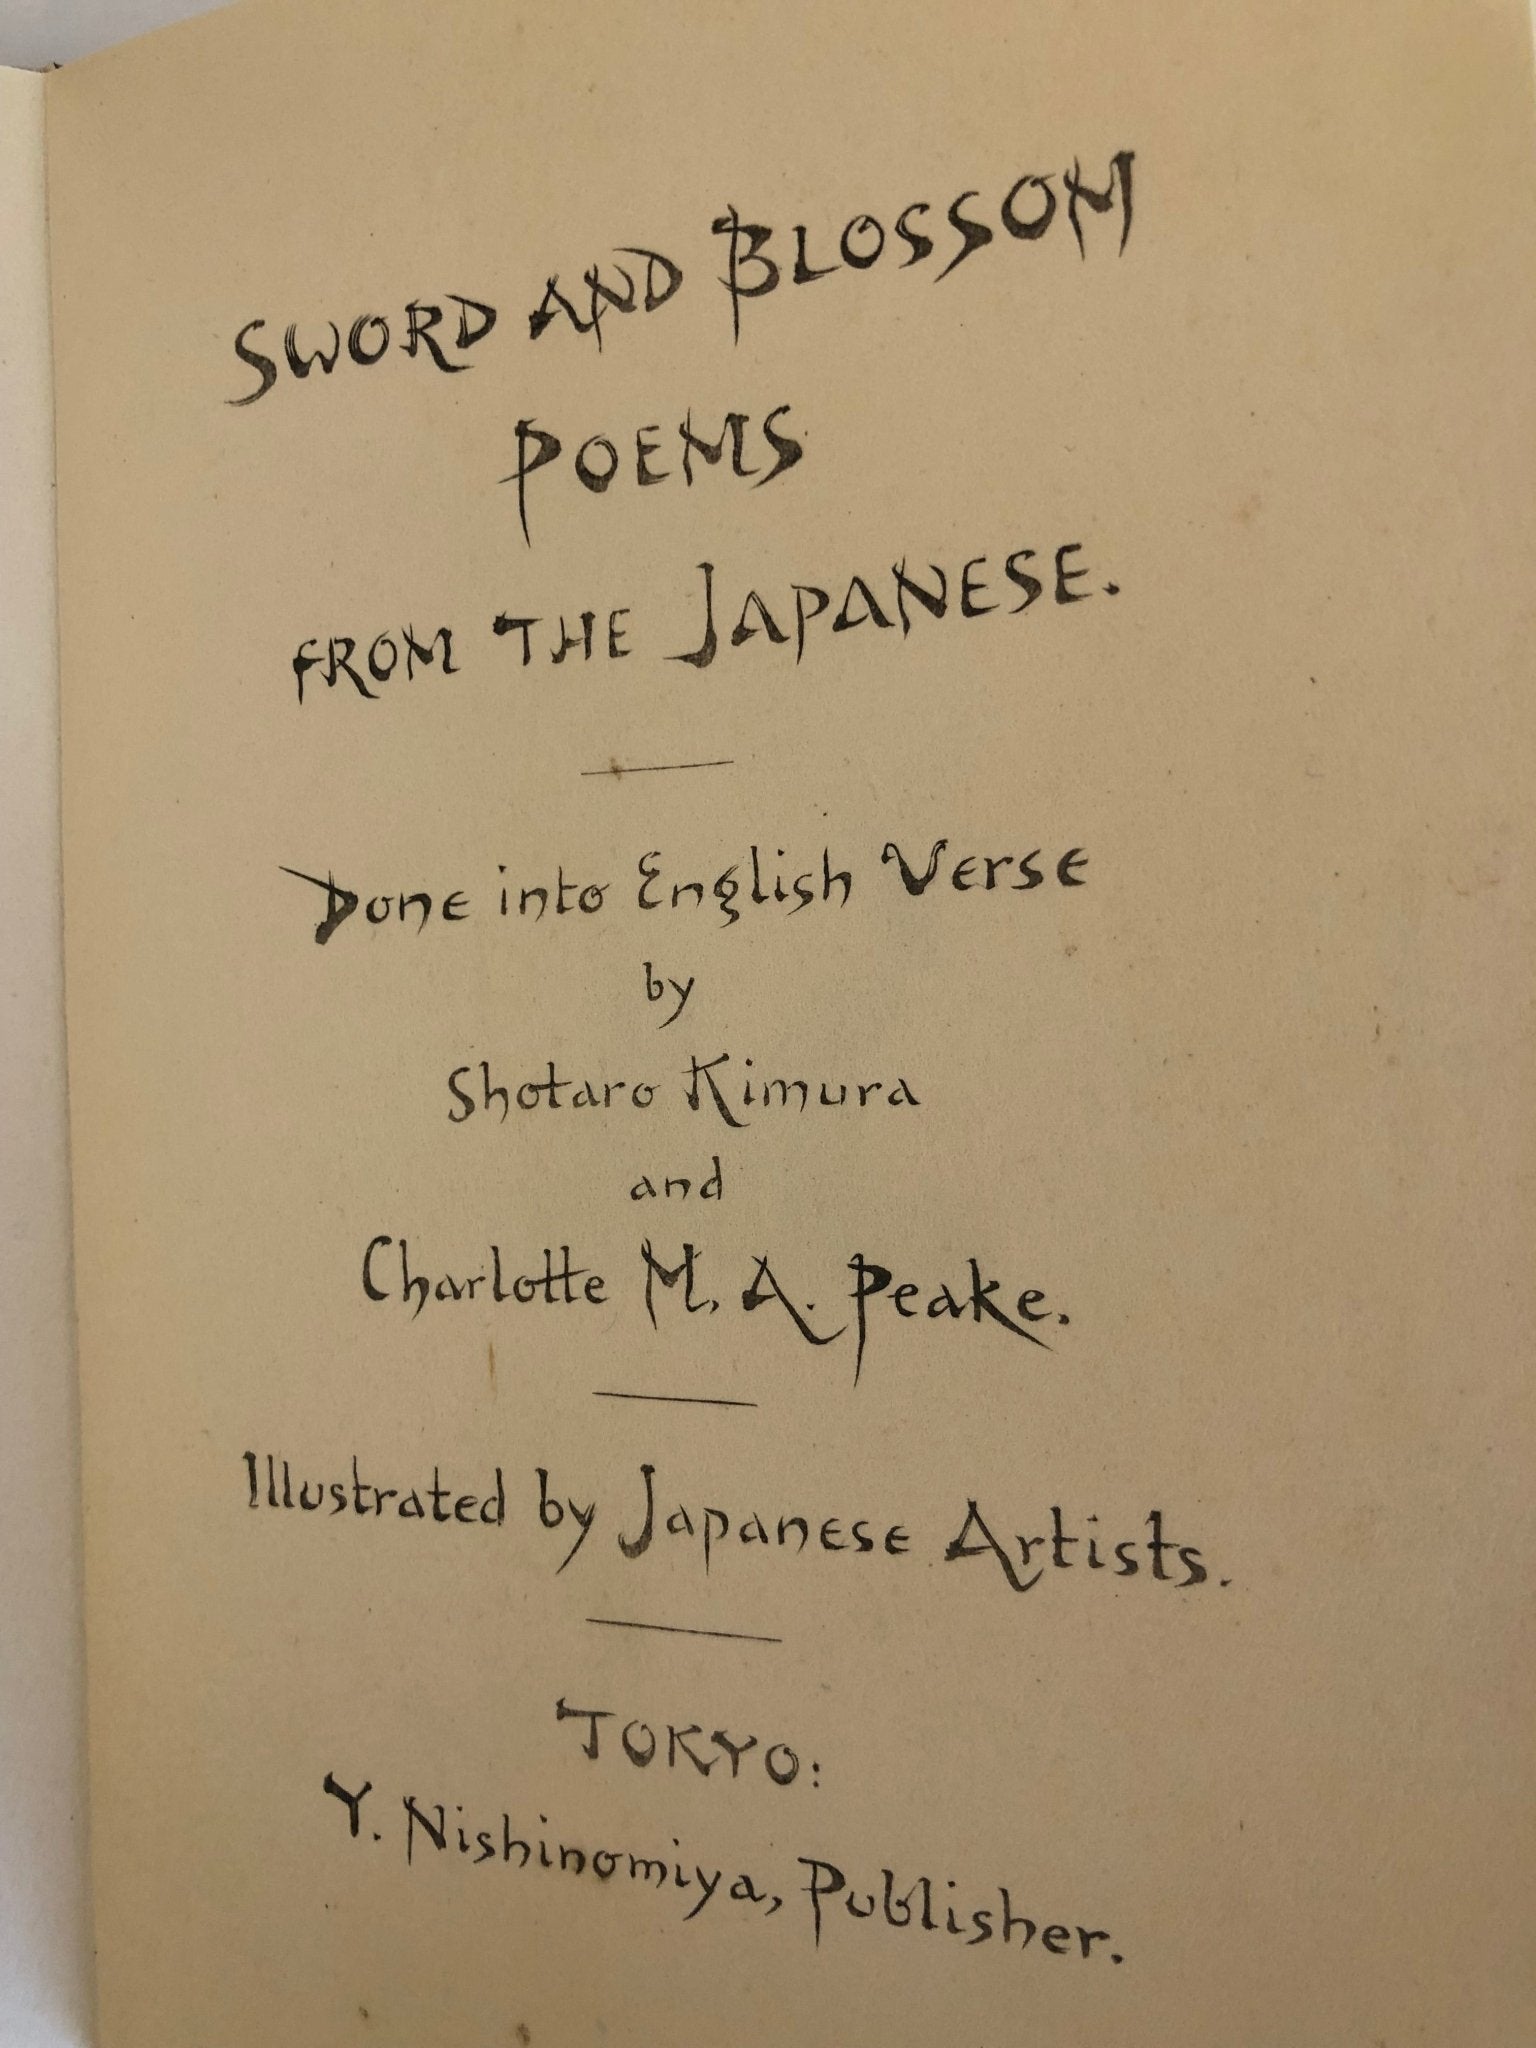 SWORD AND BLOSSOM
POEMS
FROM THE JAPANESE.
Done into English Verse
by
Shotaro Kimura
and
Charlotte M. A. Peake.
Illustrated by Japanese Artists.
TOKYO:
Y. Nishinomiya, Publisher.